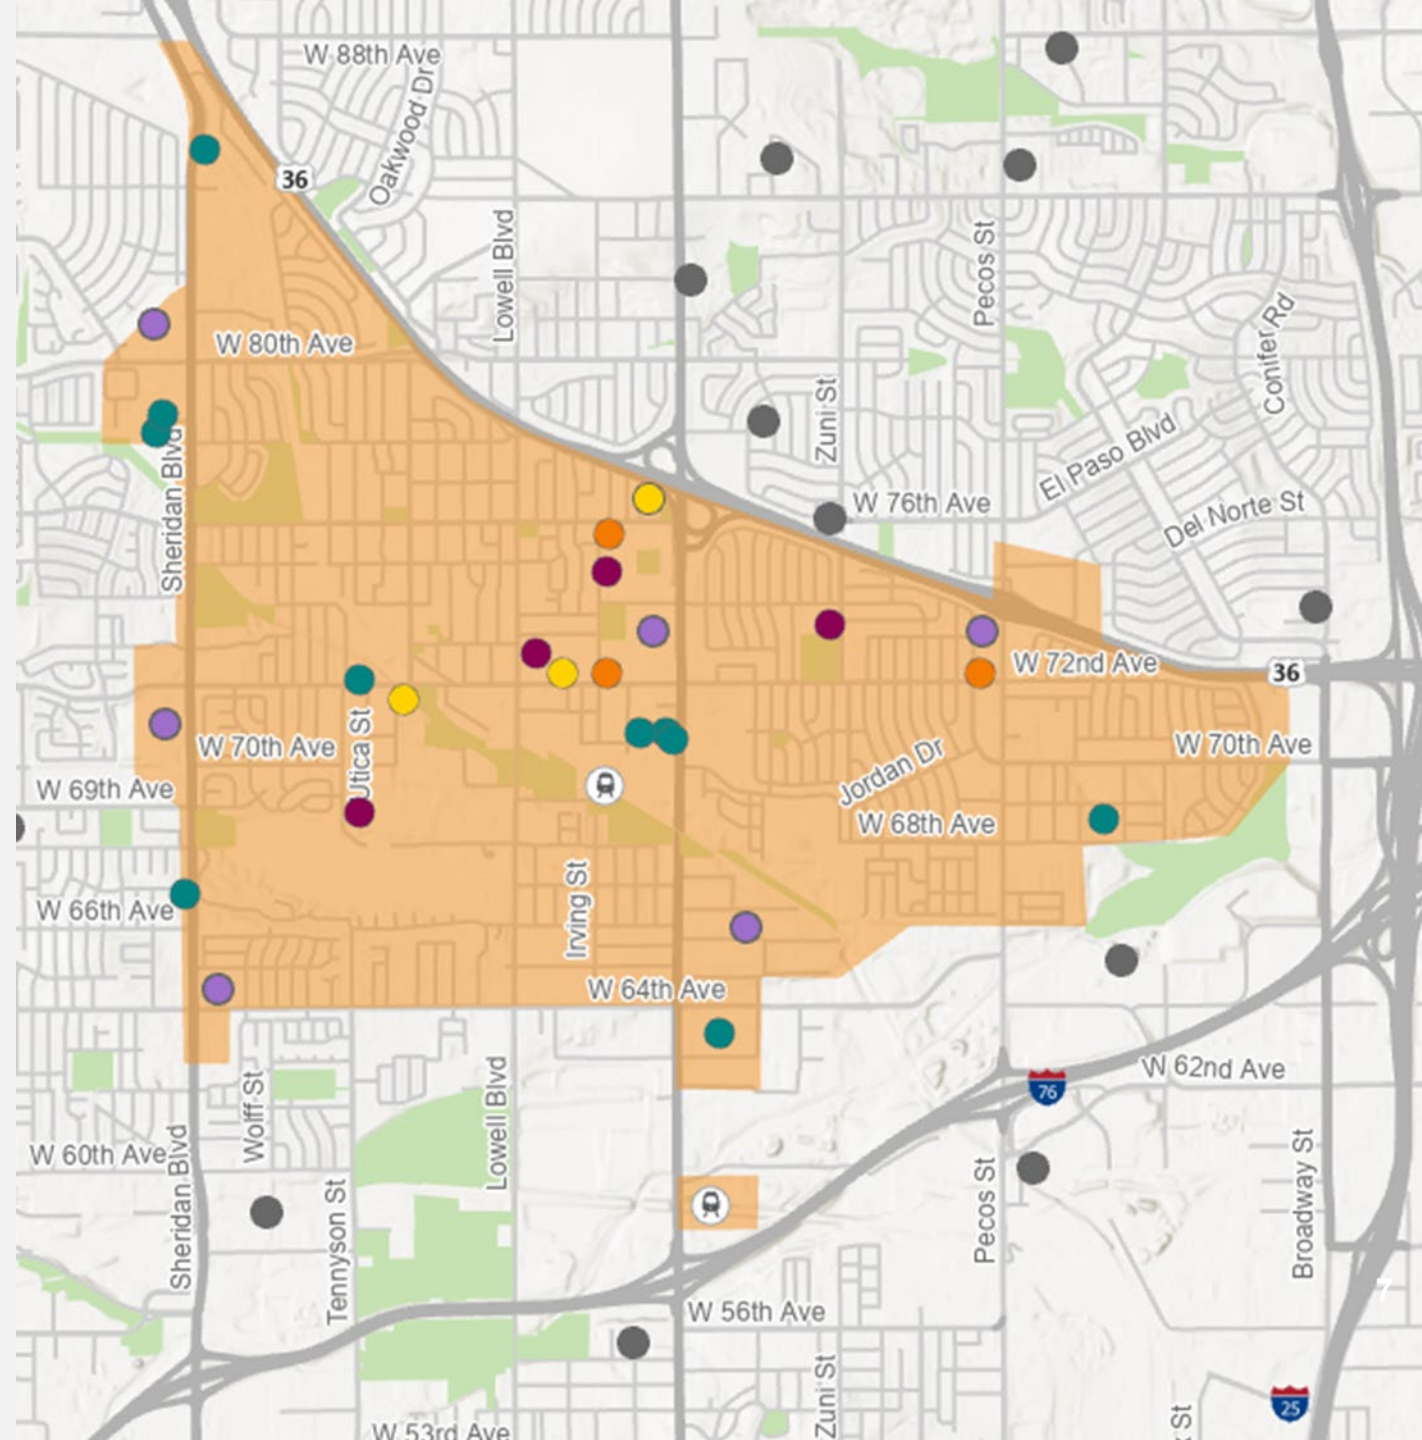 W 88th Ave
Oakwood Dr
36
Lowell Blvd
Pecos St
W 80th Ave
Conifer Rd
Zuni St
El Paso Blvd
Sheridan Blvd
W 76th Ave
Del Norte St
W 72nd Ave
36
Utica St
W 70th Ave
W 70th Ave
Jordan Dr
W 69th Ave
W 68th Ave
Irving St
W 66th Ave
W 64th Ave
W 62nd Ave
76
Wolff St
Lowell Blvd
W 60th Ave
Sheridan Blvd
Tennyson St
Pecos St
Broadway St
7
W 56th Ave
Zuni St
25
W 53rd Ave
St